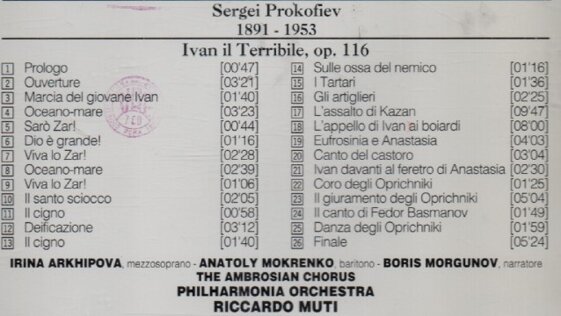 Sergei Prokofiev
1891 - 1953
Ivan il Terribile, op. 116
1 Prologo [00'47]
2 Ouverture [03'21]
3 Marcia del giovane Ivan [01'40]
4 Oceano-mare [03'23]
5 Sarò Zar! [00'44]
6 Dio è grande! [01'16]
7 Viva lo Zar! [02'28]
8 Oceano-mare [02'39]
9 Viva lo Zar! [01'06]
10 Il santo sciocco [02'05]
11 Il cigno [00'58]
12 Deificazione [03'12]
13 Il cigno [01'40]
14 Sulle ossa del nemico [01'16]
15 I Tartari [01'36]
16 Gli artiglieri [02'25]
17 L'assalto di Kazan [09'47]
18 L'appello di Ivan ai boiardi [08'00]
19 Eufrosinia e Anastasia [04'03]
20 Canto del castoro [03'04]
21 Ivan davanti al feretro di Anastasia [02'30]
22 Coro degli Oprichniki [01'25]
23 Il giuramento degli Oprichniki [05'04]
24 Il canto di Fedor Basmanov [01'49]
25 Danza degli Oprichniki [01'59]
26 Finale [05'24]
IRINA ARKHIPOVA, mezzosoprano - ANATOLY MOKRENKO, baritono - BORIS MORGUNOV, narratore
THE AMBROSIAN CHORUS
PHILHARMONIA ORCHESTRA
RICCARDO MUTI